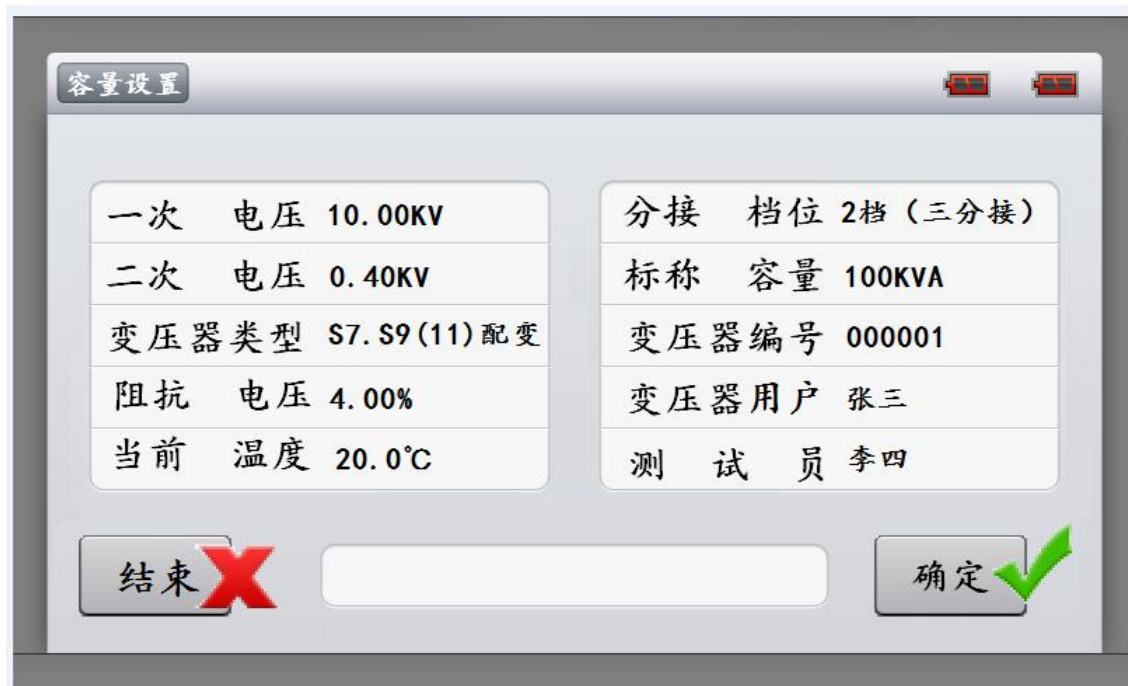 容量设置
一次 电压 10.00KV
二次 电压 0.40KV
变压器类型 S7.S9(11)配变
阻抗 电压 4.00%
当前 温度 20.0℃
分接 档位 2档（三分接）
标称 容量 100KVA
变压器编号 000001
变压器用户 张三
测 试 员 李四
结束
确定